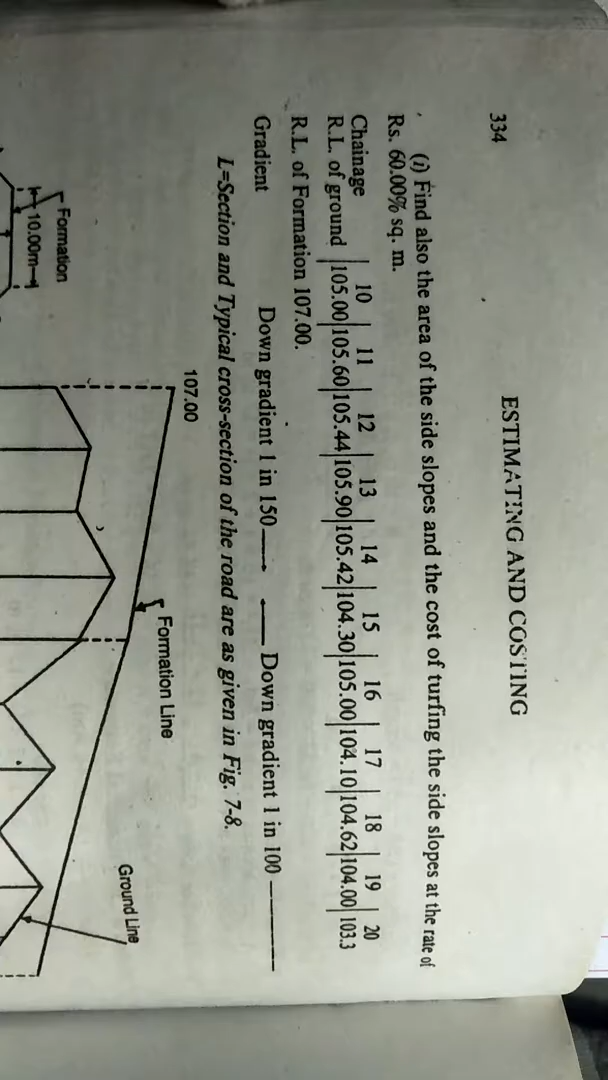 334
ESTIMATING AND COSTING
(i) Find also the area of the side slopes and the cost of turfing the side slopes at the rate of
Rs. 60.00% sq. m.
Chainage | 10 | 11 | 12 | 13 | 14 | 15 | 16 | 17 | 18 | 19 | 20
R.L. of ground |105.00|105.60|105.44|105.90|105.42|104.30|105.00|104.10|104.62|104.00|103.3
R.L. of Formation 107.00.
Gradient Down gradient 1 in 150 Down gradient 1 in 100
L=Section and Typical cross-section of the road are as given in Fig. 7-8.
107.00
Formation Line
Ground Line
Formation
10.00m